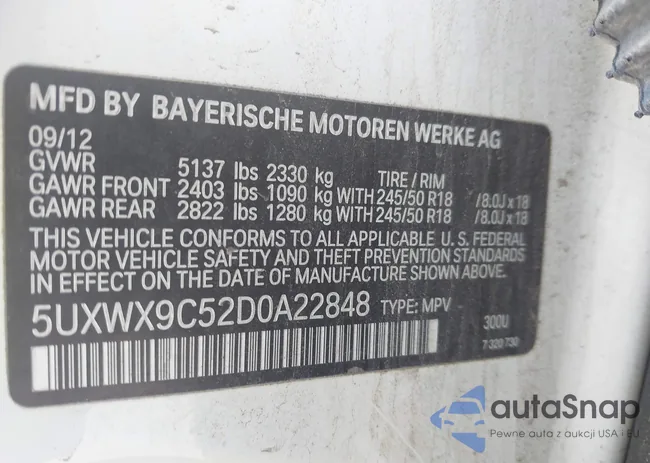 MFD BY BAYERISCHE MOTOREN WERKE AG
09/12
GVWR 5137 lbs 2330 kg TIRE / RIM
GAWR FRONT 2403 lbs 1090 kg WITH 245/50 R18 /8.0J x 18
GAWR REAR 2822 lbs 1280 kg WITH 245/50 R18 /8.0J x 18
THIS VEHICLE CONFORMS TO ALL APPLICABLE U. S. FEDERAL
MOTOR VEHICLE SAFETY AND THEFT PREVENTION STANDARDS
IN EFFECT ON THE DATE OF MANUFACTURE SHOWN ABOVE.
5UXWX9C52D0A22848 TYPE: MPV
300U
7 320 730
autaSnap
Pewne auta z aukcji USA i EU